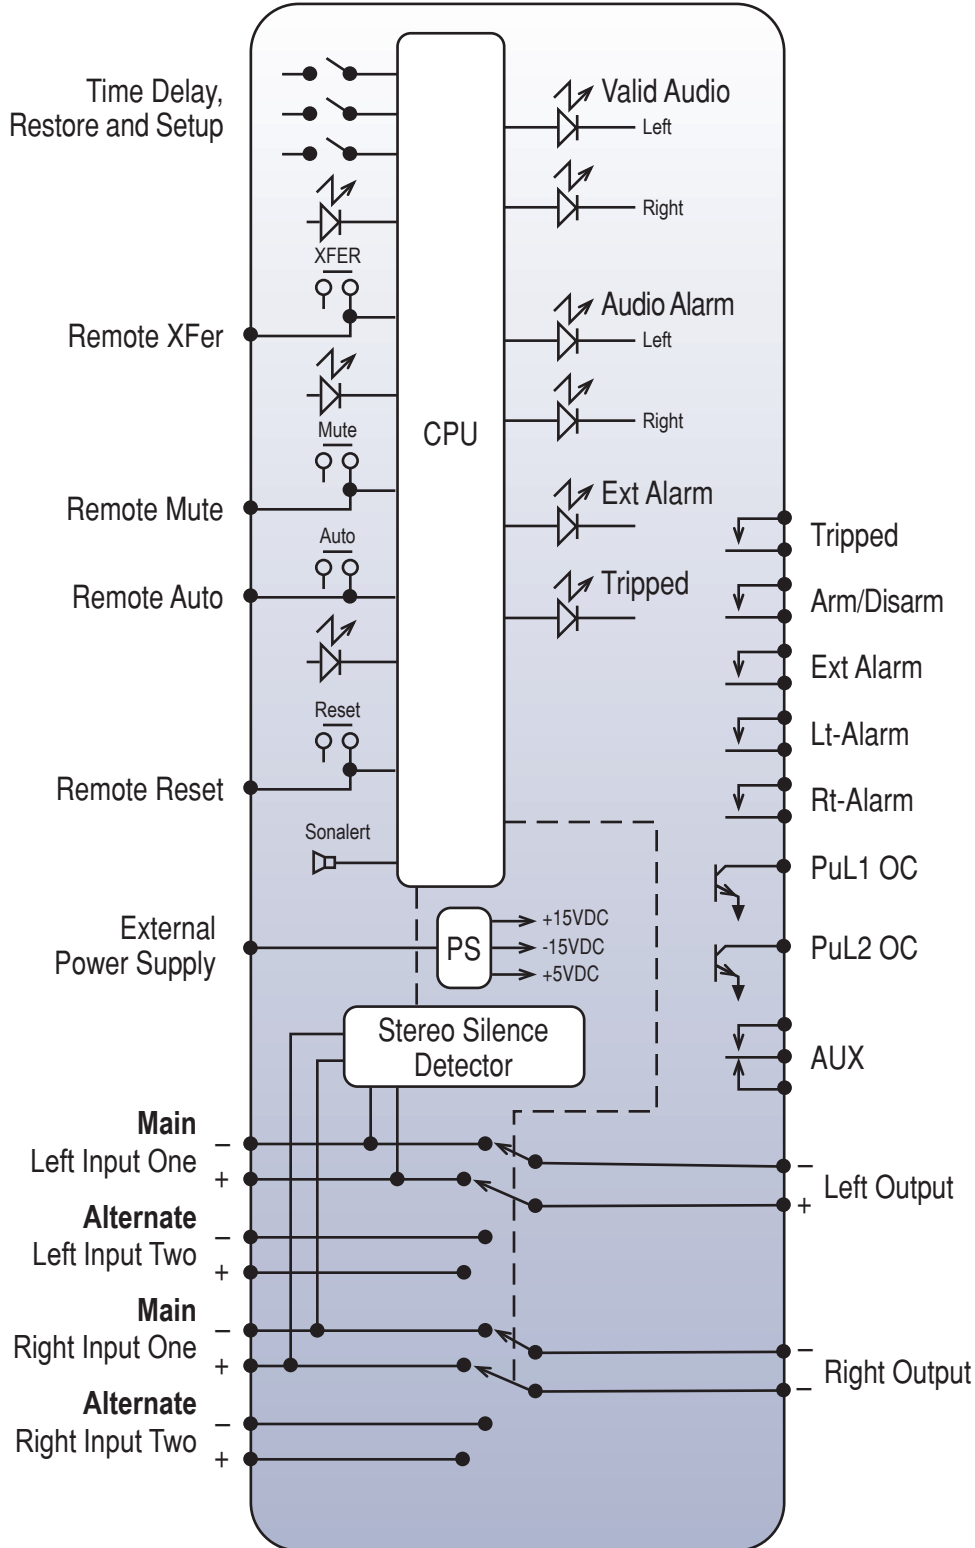 Time Delay,
Restore and Setup
Valid Audio
Left
Right
XFER
Remote XFer
Audio Alarm
Left
Right
CPU
Mute
Remote Mute
Ext Alarm
Auto
Remote Auto
Tripped
Tripped
Arm/Disarm
Ext Alarm
Lt-Alarm
Rt-Alarm
PuL1 OC
PuL2 OC
AUX
Reset
Remote Reset
Sonalert
External
Power Supply
PS
+15VDC
-15VDC
+5VDC
Stereo Silence
Detector
Main
–
Left Input One
+
Alternate
–
Left Input Two
+
Main
–
Right Input One
+
Alternate
–
Right Input Two
+
–
Left Output
+
–
Right Output
–